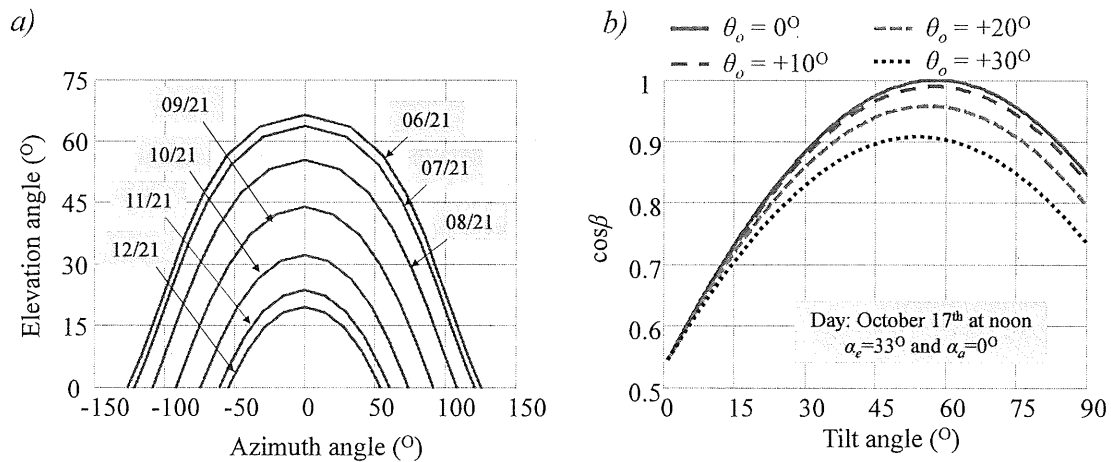 a)
75
60
45
30
15
0
-150
-100
-50
0
50
100
150
Elevation angle (O)
Azimuth angle (O)
09/21
10/21
11/21
12/21
06/21
07/21
08/21
b)
θo = 0O
θo = +20O
θo = +10O
θo = +30O
1
0.9
0.8
0.7
0.6
0.5
0
15
30
45
60
75
90
cosβ
Tilt angle (O)
Day: October 17th at noon
αe=33O and αa=0O